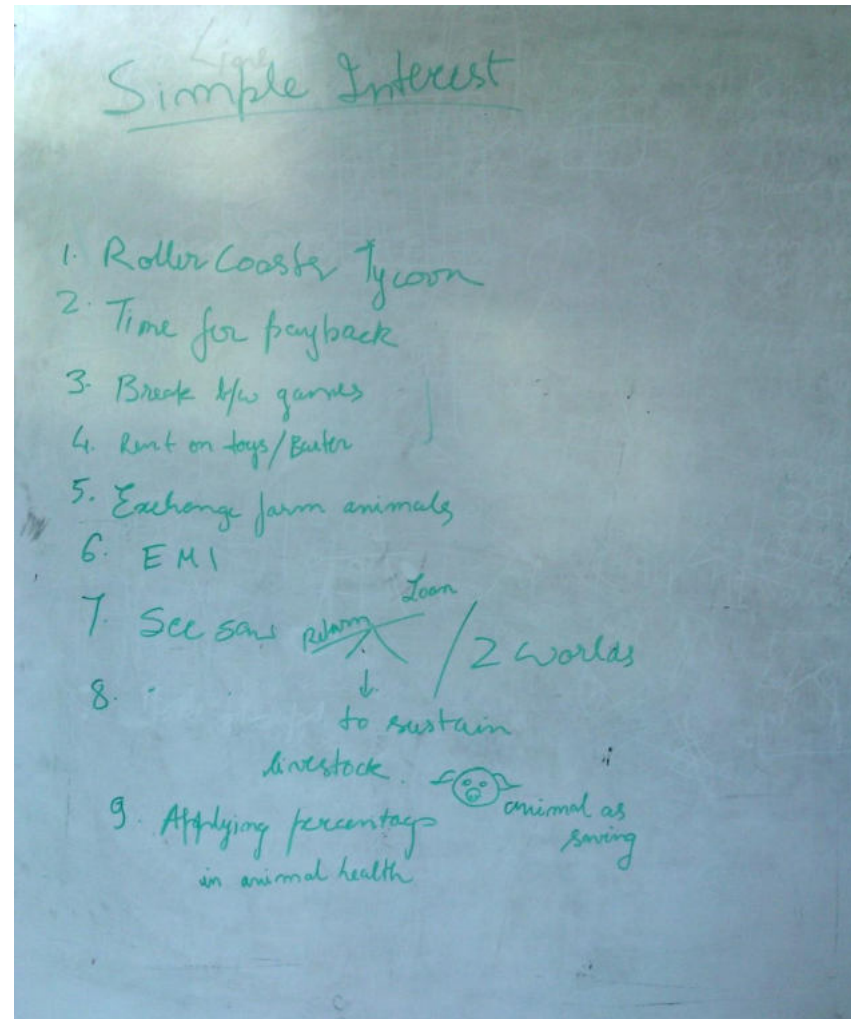 Simple Interest
1. Roller Coaster Tycoon
2. Time for payback
3. Break b/w games
4. Rent on toys/Barter
5. Exchange farm animals
6. EMI
7. See saw Return Loan / 2 worlds
8.
↓
to sustain
livestock.
animal as
saving
9. Applying percentage
in animal health